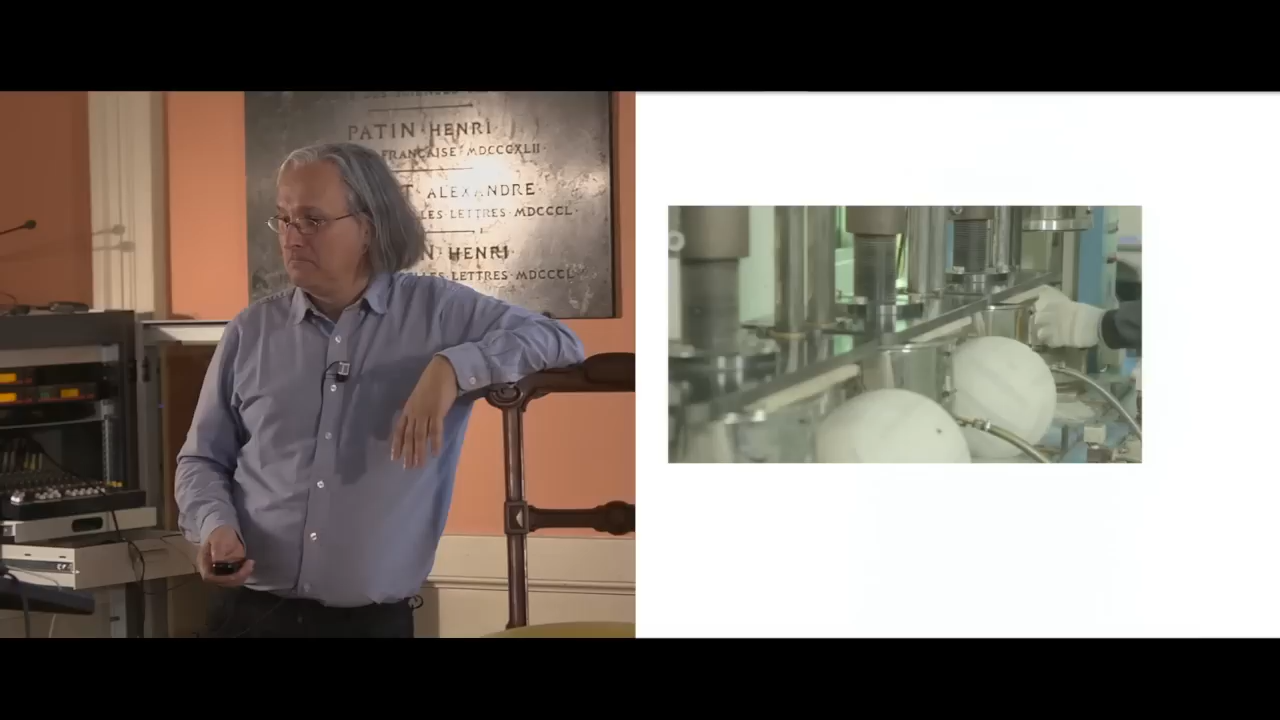 PATIN HENRI
FRANÇAISE · MDCCCXLII
ALEXANDRE
LES LETTRES · MDCCCL
HENRI
LES LETTRES · MDCCCL